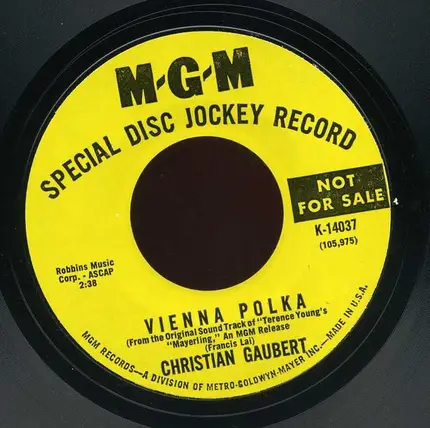 M-G-M
SPECIAL DISC JOCKEY RECORD
NOT
FOR SALE
K-14037
(105,975)
Robbins Music
Corp. - ASCAP
2:38
VIENNA POLKA
(From the Original Sound Track of "Terence Young's
"Mayerling," An MGM Release
(Francis Lai)
CHRISTIAN GAUBERT
MGM RECORDS—A DIVISION OF METRO-GOLDWYN-MAYER INC.—MADE IN U.S.A.